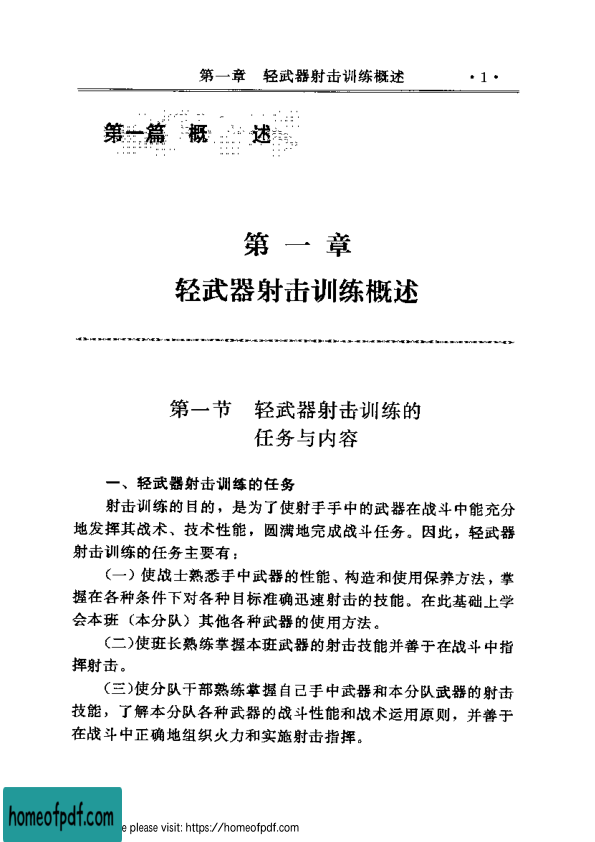 第一章 轻武器射击训练概述 ·1·
第一篇 概 述
第 一 章
轻武器射击训练概述
第一节 轻武器射击训练的
任务与内容
一、轻武器射击训练的任务
射击训练的目的，是为了使射手手中的武器在战斗中能充分
地发挥其战术、技术性能，圆满地完成战斗任务。因此，轻武器
射击训练的任务主要有：
（一）使战士熟悉手中武器的性能、构造和使用保养方法，掌
握在各种条件下对各种目标准确迅速射击的技能。在此基础上学
会本班（本分队）其他各种武器的使用方法。
（二）使班长熟练掌握本班武器的射击技能并善于在战斗中指
挥射击。
（三）使分队干部熟练掌握自己手中武器和本分队武器的射击
技能，了解本分队各种武器的战斗性能和战术运用原则，并善于
在战斗中正确地组织火力和实施射击指挥。
homeofpdf.com
e please visit: https://homeofpdf.com